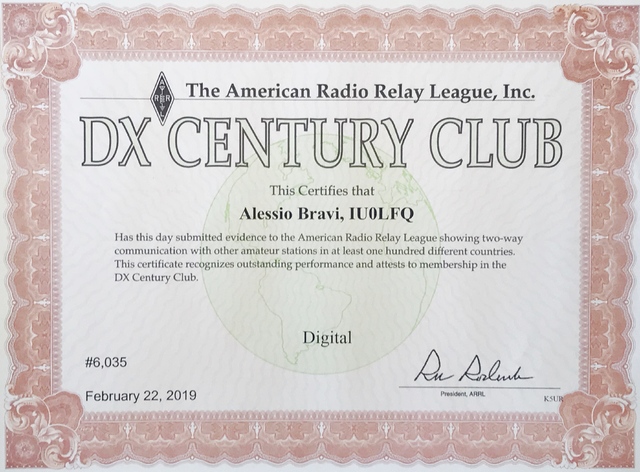 The American Radio Relay League, Inc.
DX CENTURY CLUB
This Certifies that
Alessio Bravi, IU0LFQ
Has this day submitted evidence to the American Radio Relay League showing two-way
communication with other amateur stations in at least one hundred different countries.
This certificate recognizes outstanding performance and attests to membership in the
DX Century Club.
Digital
#6,035
February 22, 2019
President, ARRL
K5UR